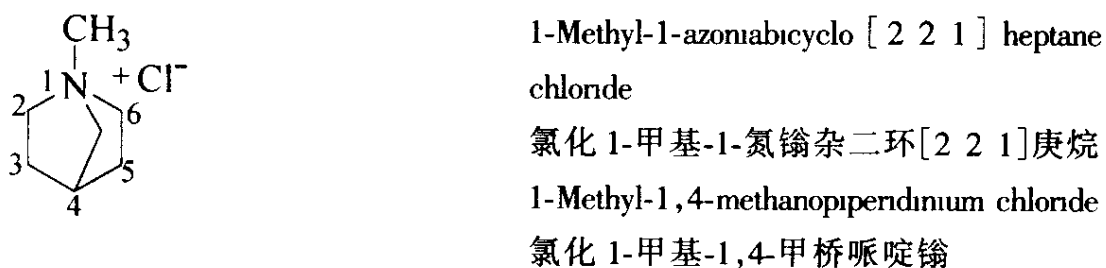 CH3
1 N + Cl−
2 6
3 5
4
1-Methyl-1-azoniabicyclo [ 2 2 1 ] heptane
chloride
氯化 1-甲基-1-氮鎓杂二环[2 2 1]庚烷
1-Methyl-1,4-methanopiperidinium chloride
氯化 1-甲基-1,4-甲桥哌啶鎓